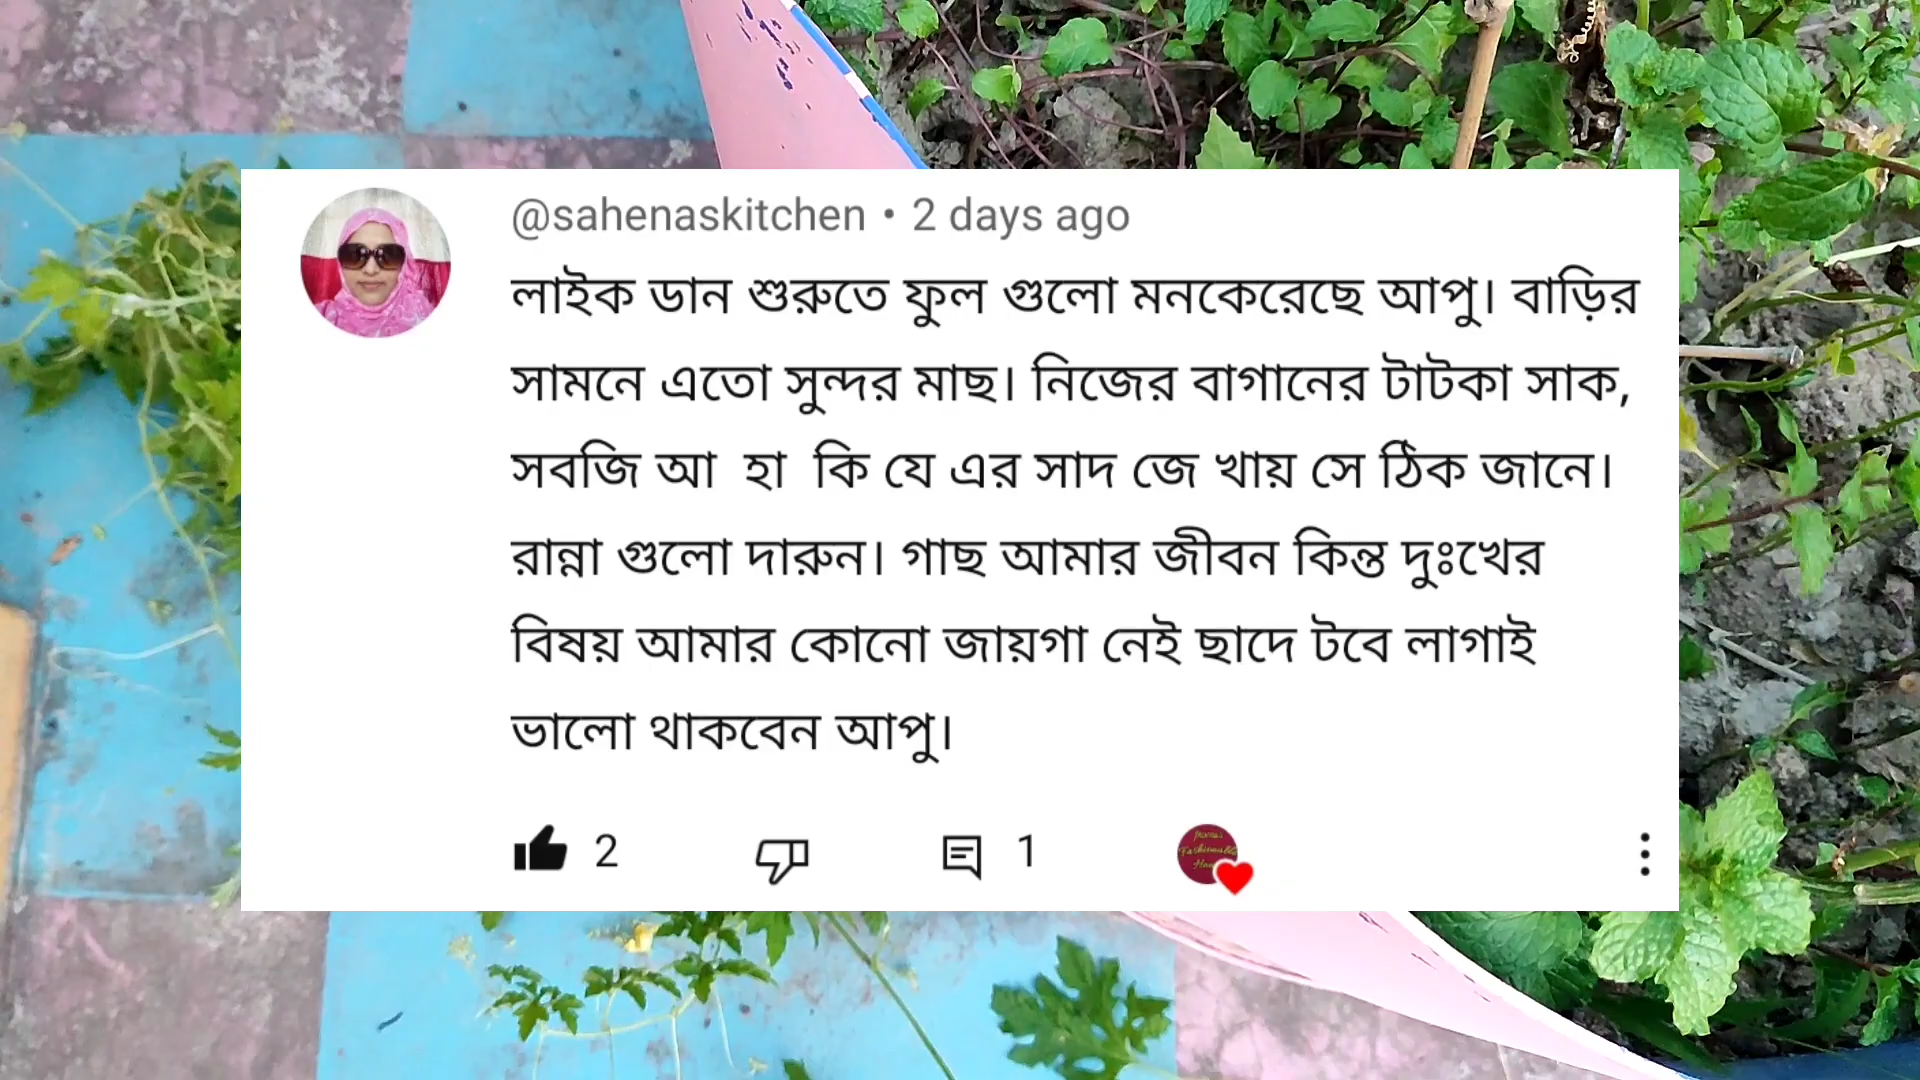 @sahenaskitchen • 2 days ago
লাইক ডান শুরুতে ফুল গুলো মনকেরেছে আপু। বাড়ির
সামনে এতো সুন্দর মাছ। নিজের বাগানের টাটকা সাক,
সবজি আ হা কি যে এর সাদ জে খায় সে ঠিক জানে।
রান্না গুলো দারুন। গাছ আমার জীবন কিন্ত দুঃখের
বিষয় আমার কোনো জায়গা নেই ছাদে টবে লাগাই
ভালো থাকবেন আপু।
2 1